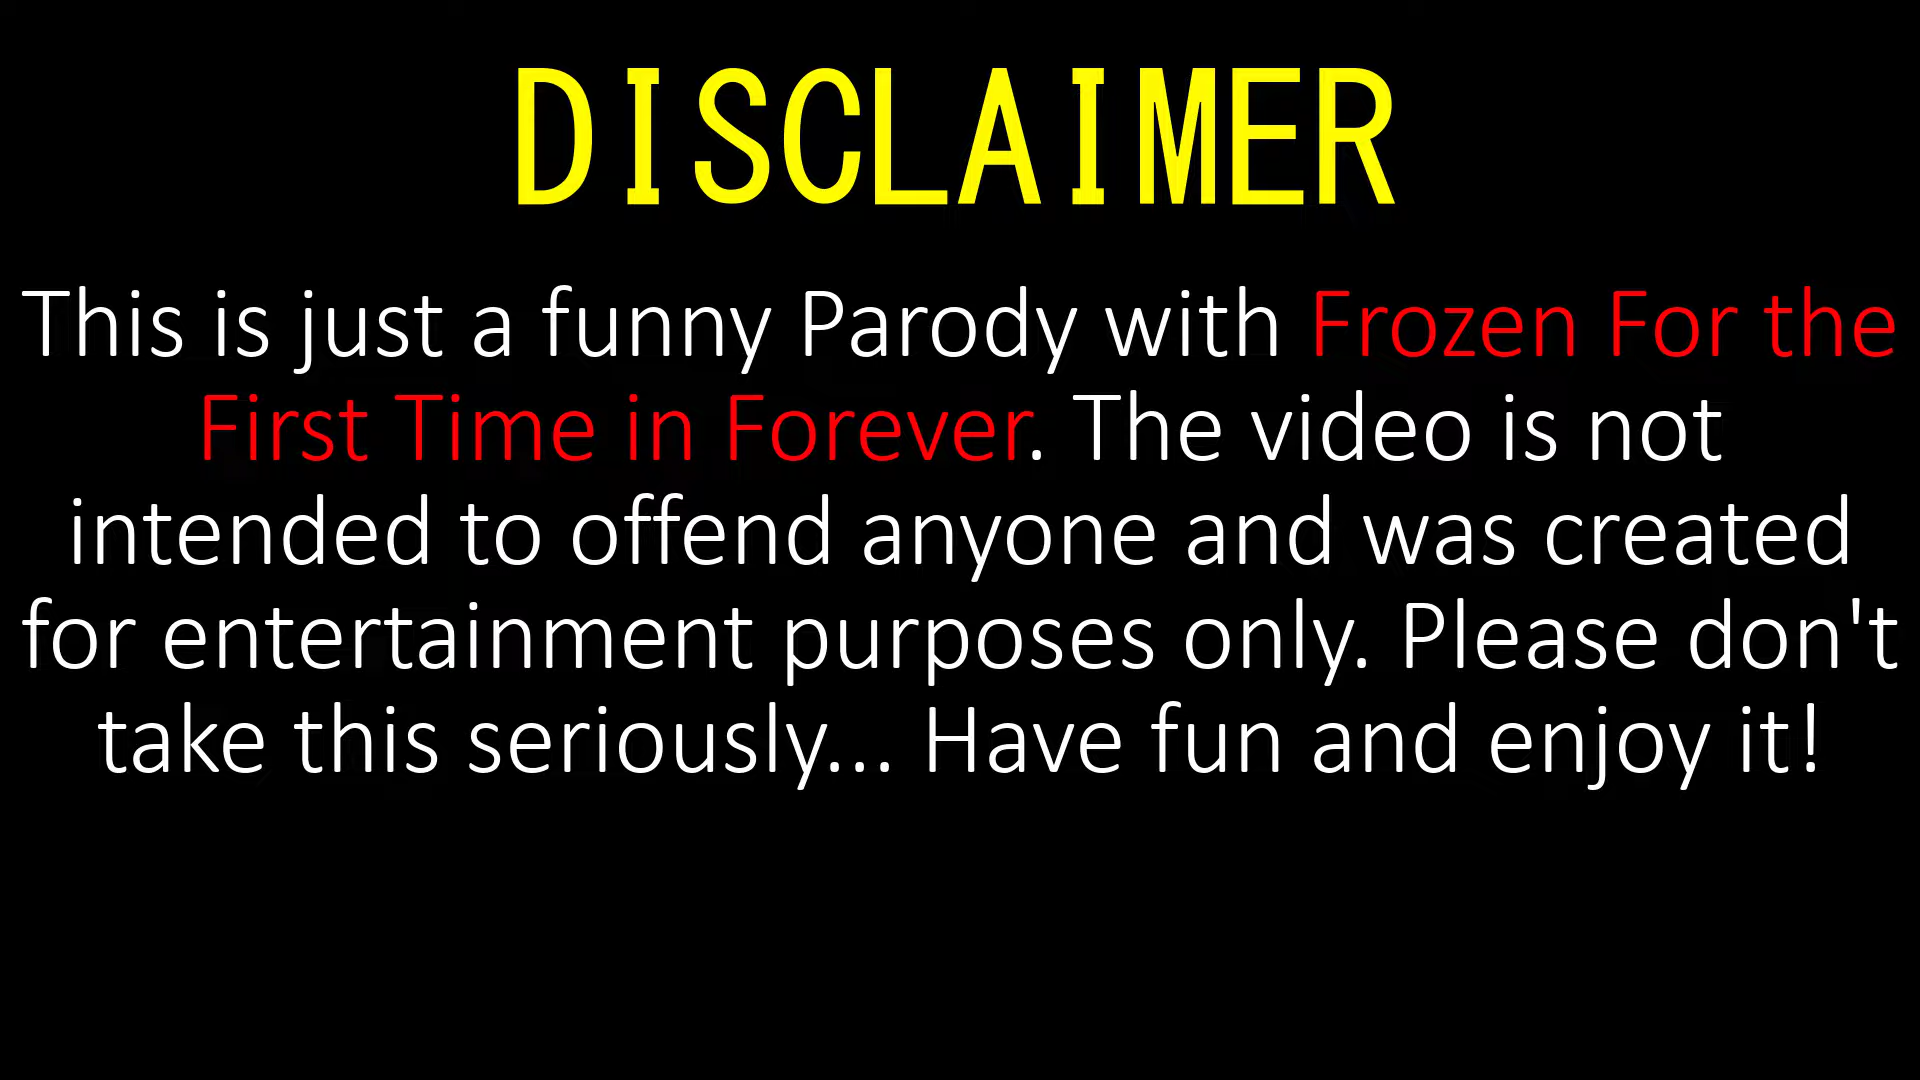 DISCLAIMER
This is just a funny Parody with Frozen For the
First Time in Forever. The video is not
intended to offend anyone and was created
for entertainment purposes only. Please don't
take this seriously... Have fun and enjoy it!